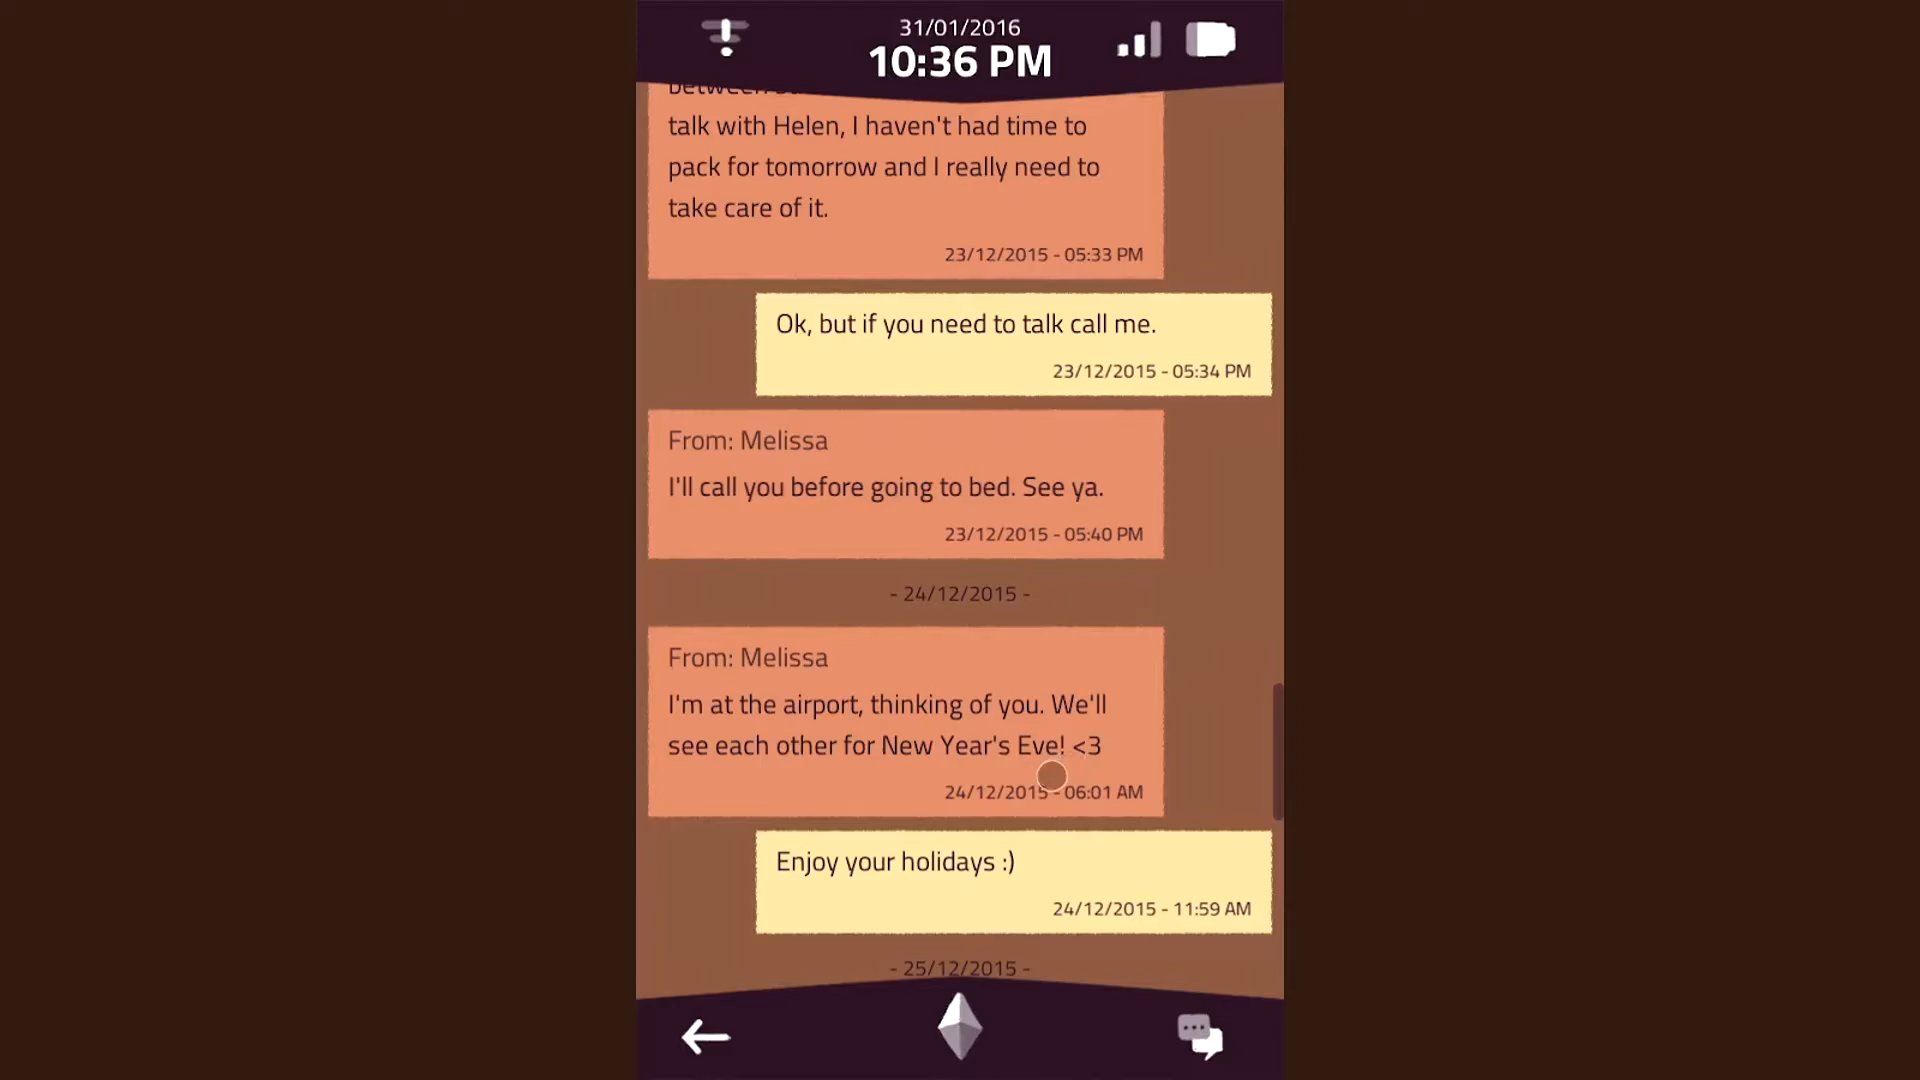 31/01/2016
10:36 PM
between
talk with Helen, I haven't had time to
pack for tomorrow and I really need to
take care of it.
23/12/2015 - 05:33 PM
Ok, but if you need to talk call me.
23/12/2015 - 05:34 PM
From: Melissa
I'll call you before going to bed. See ya.
23/12/2015 - 05:40 PM
- 24/12/2015 -
From: Melissa
I'm at the airport, thinking of you. We'll
see each other for New Year's Eve! <3
24/12/2015 - 06:01 AM
Enjoy your holidays :)
24/12/2015 - 11:59 AM
- 25/12/2015 -